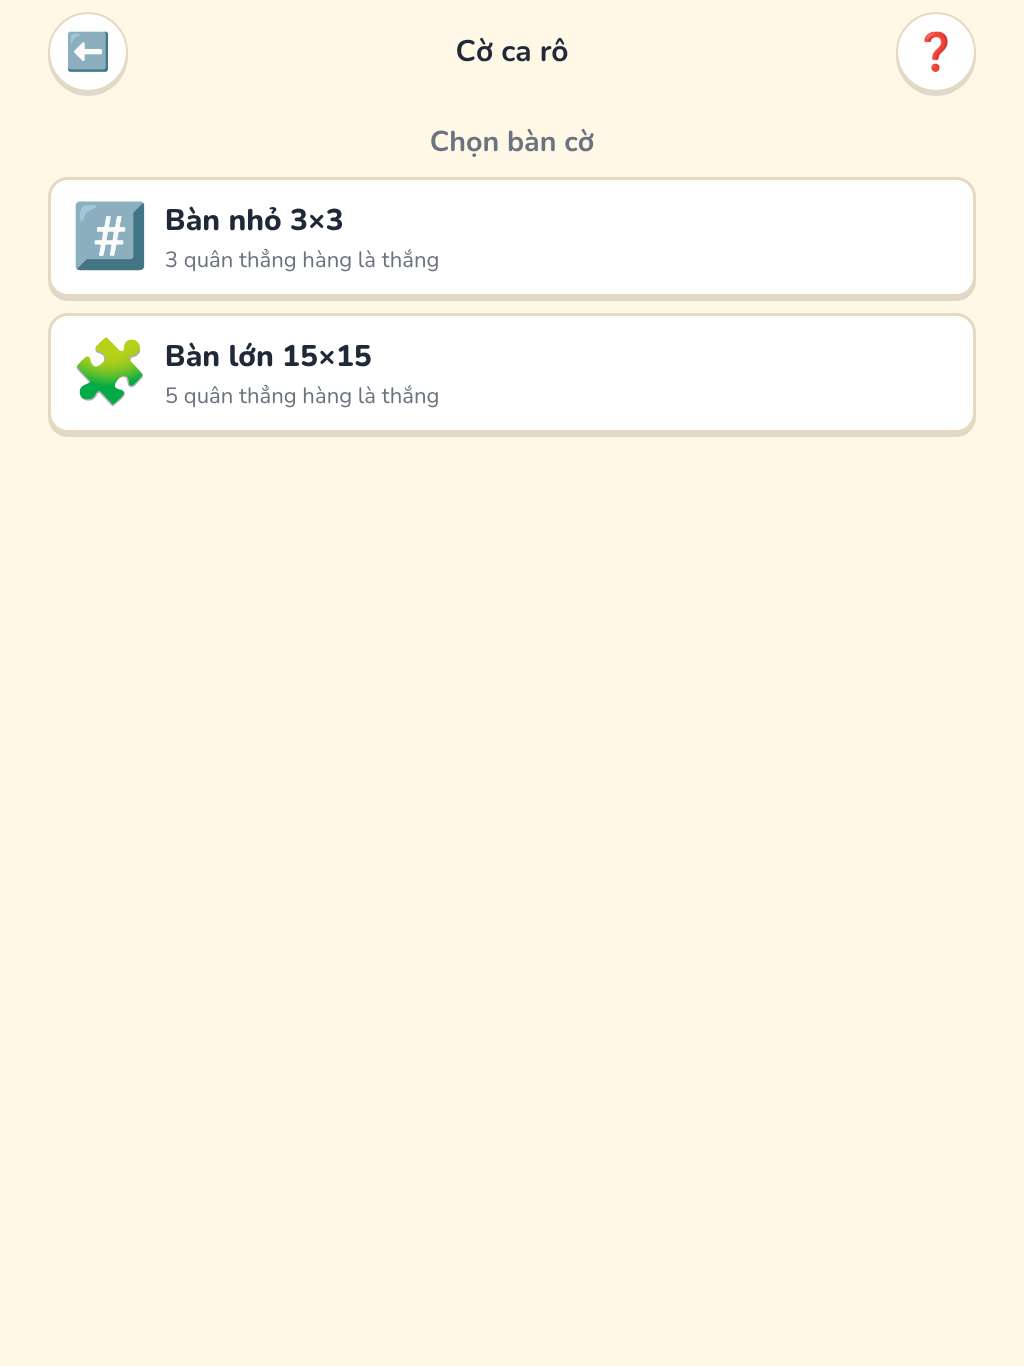 Cờ ca rô
Chọn bàn cờ
Bàn nhỏ 3×3
3 quân thẳng hàng là thắng
Bàn lớn 15×15
5 quân thẳng hàng là thắng